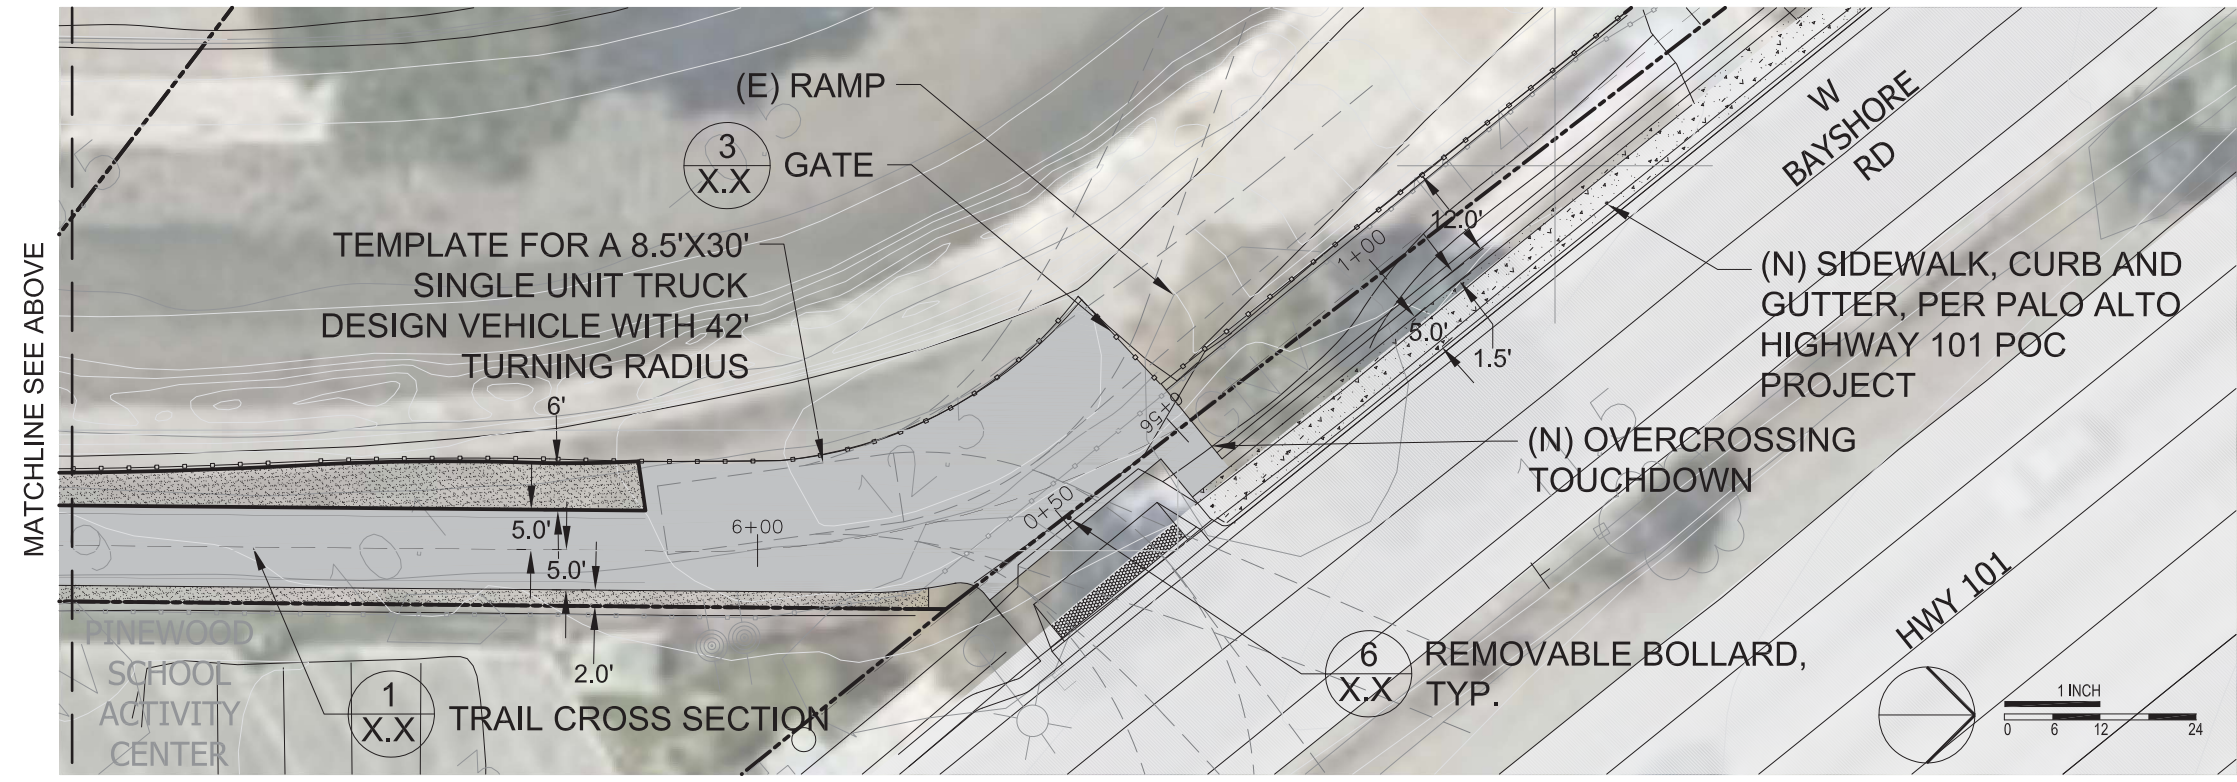 MATCHLINE SEE ABOVE
(E) RAMP
3
X.X
GATE
TEMPLATE FOR A 8.5'X30'
SINGLE UNIT TRUCK
DESIGN VEHICLE WITH 42'
TURNING RADIUS
W
BAYSHORE
RD
12.0'
1+00
5.0'
1.5'
(N) SIDEWALK, CURB AND
GUTTER, PER PALO ALTO
HIGHWAY 101 POC
PROJECT
6'
5.0'
5.0'
2.0'
6+00
0+50
(N) OVERCROSSING
TOUCHDOWN
HWY 101
PINEWOOD
SCHOOL
ACTIVITY
CENTER
1
X.X
TRAIL CROSS SECTION
6
X.X
REMOVABLE BOLLARD,
TYP.
1 INCH
0 6 12 24